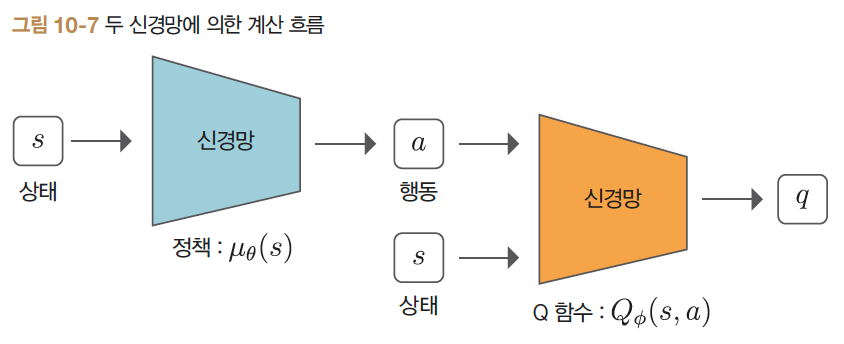 그림 10-7 두 신경망에 의한 계산 흐름
s
상태
신경망
정책 : μθ(s)
a
행동
s
상태
신경망
Q 함수 : Qϕ(s, a)
q